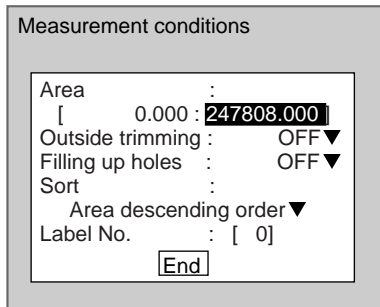 Measurement conditions
Area :
[ 0.000 : 247808.000 ]
Outside trimming : OFF▼
Filling up holes : OFF▼
Sort :
Area descending order▼
Label No. : [ 0]
End